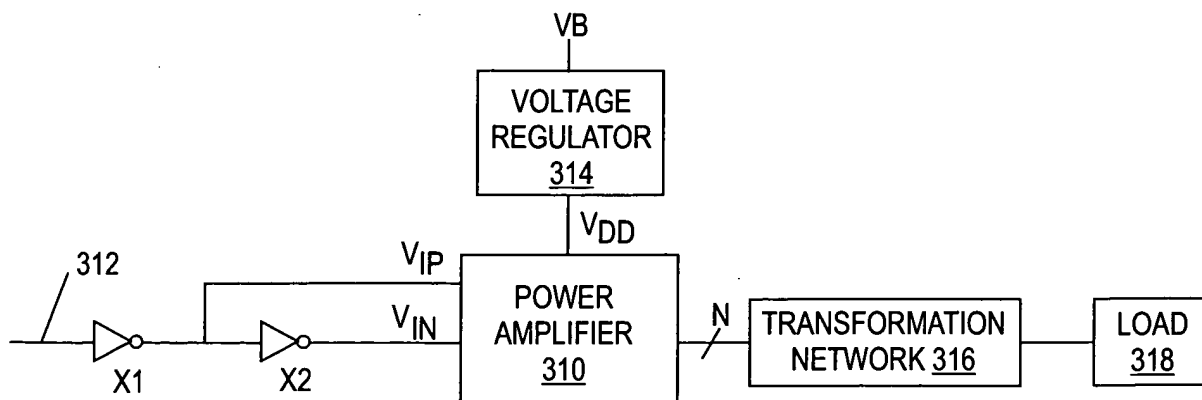 VB
VOLTAGE
REGULATOR
314
VDD
312
VIP
VIN
X1
X2
POWER
AMPLIFIER
310
N
TRANSFORMATION
NETWORK 316
LOAD
318